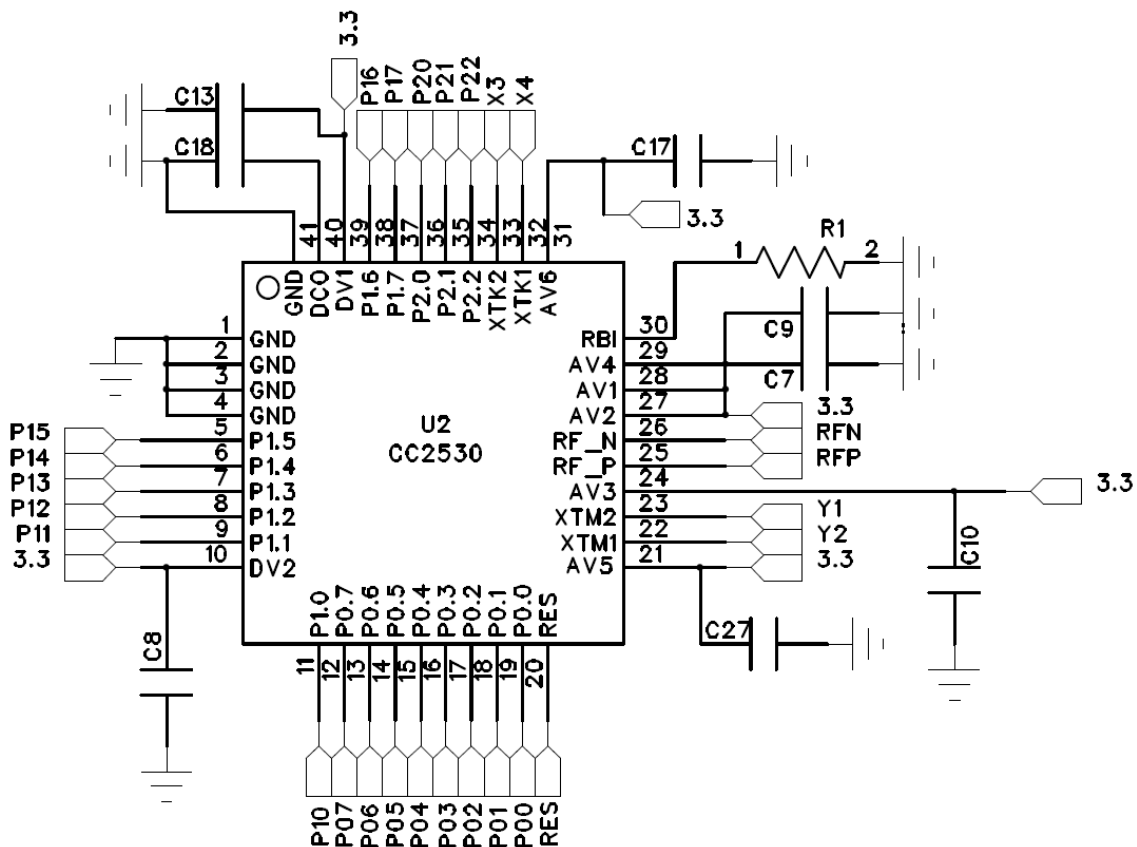 3.3
P16
P17
P20
P21
P22
X3
X4
C13
C18
C17
3.3
41
40
39
38
37
36
35
34
33
32
31
GND
DC0
DV1
P1.6
P1.7
P2.0
P2.1
P2.2
XTK2
XTK1
AV6
1 R1 2
C9
C7
1 GND
2 GND
3 GND
4 GND
P15 5 P1.5
P14 6 P1.4
P13 7 P1.3
P12 8 P1.2
P11 9 P1.1
3.3 10 DV2
U2
CC2530
RBI 30
AV4 29
AV1 28
AV2 27 3.3
RF_N 26 RFN
RF_P 25 RFP
AV3 24 3.3
XTM2 23 Y1
XTM1 22 Y2
AV5 21 3.3
C10
C27
C8
P1.0
P0.7
P0.6
P0.5
P0.4
P0.3
P0.2
P0.1
P0.0
RES
11
12
13
14
15
16
17
18
19
20
P10
P07
P06
P05
P04
P03
P02
P01
P00
RES